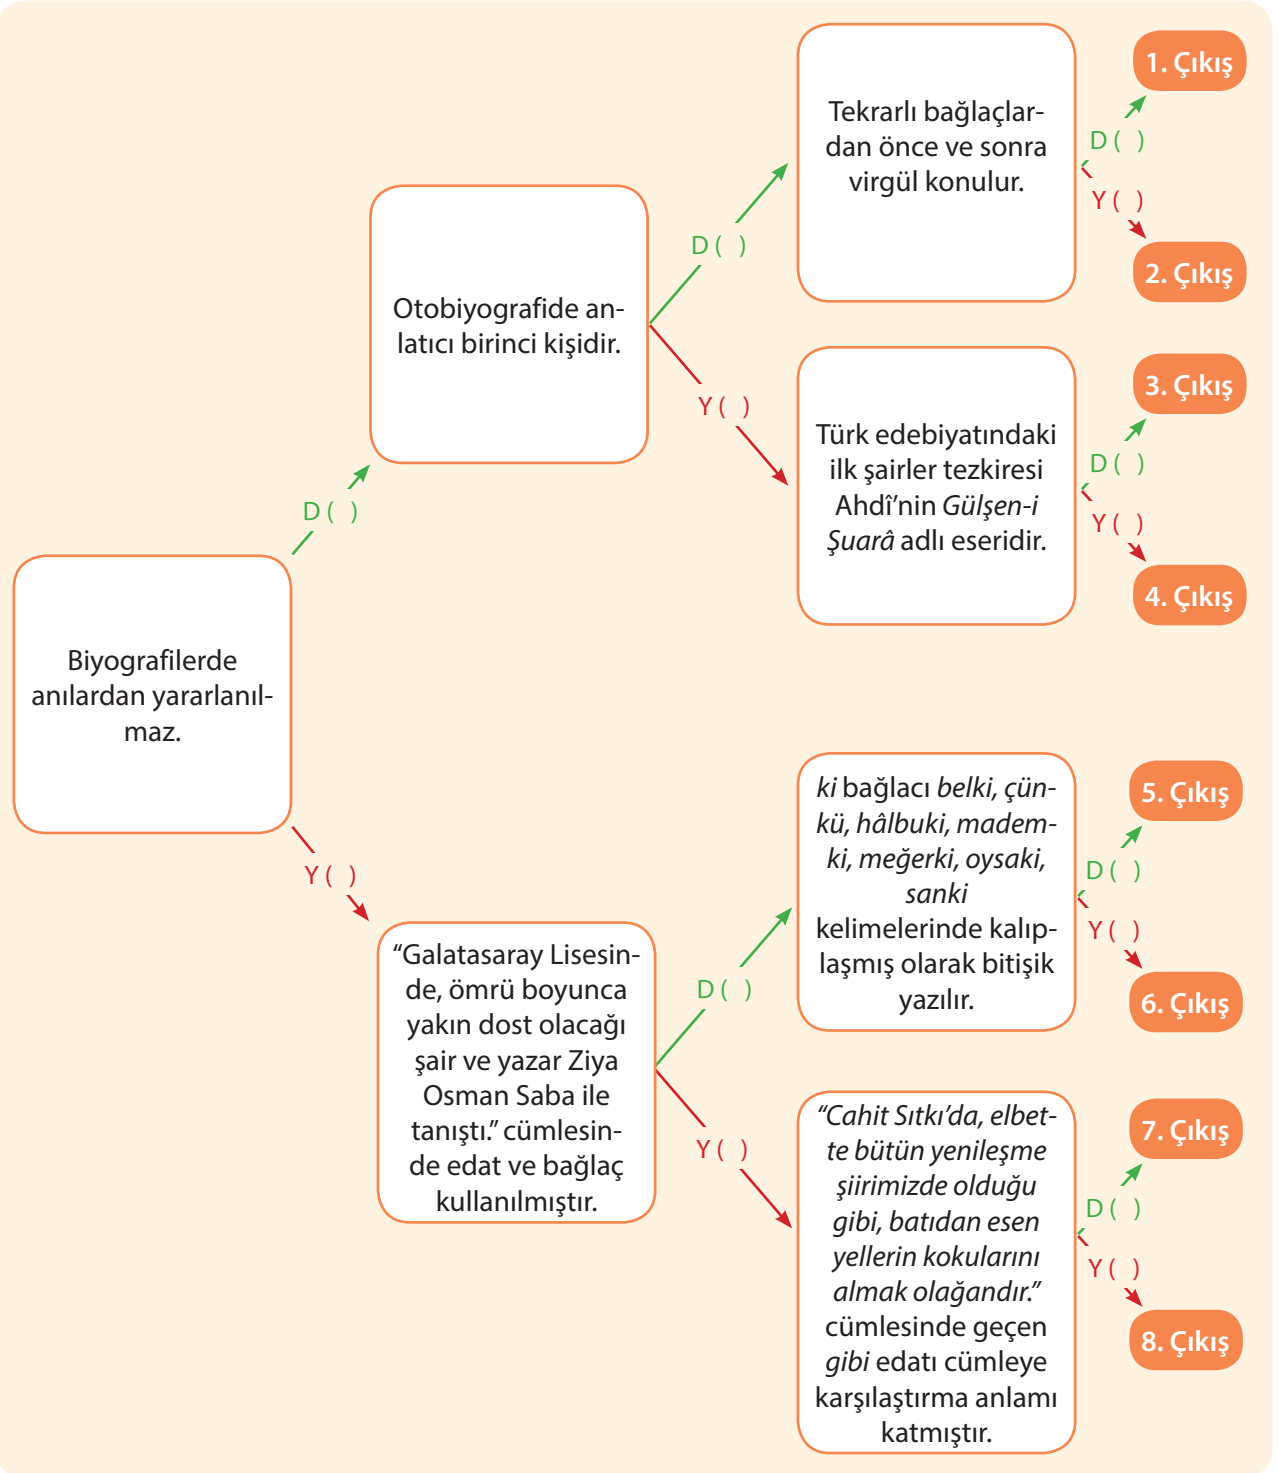 Biyografilerde
anılardan yararlanıl-
maz.
D ( )
Y ( )
Otobiyografide an-
latıcı birinci kişidir.
D ( )
Y ( )
Tekrarlı bağlaçlar-
dan önce ve sonra
virgül konulur.
D ( )
Y ( )
1. Çıkış
2. Çıkış
Türk edebiyatındaki
ilk şairler tezkiresi
Ahdî’nin Gülşen-i
Şuarâ adlı eseridir.
D ( )
Y ( )
3. Çıkış
4. Çıkış
“Galatasaray Lisesin-
de, ömrü boyunca
yakın dost olacağı
şair ve yazar Ziya
Osman Saba ile
tanıştı.” cümlesin-
de edat ve bağlaç
kullanılmıştır.
D ( )
Y ( )
ki bağlacı belki, çün-
kü, hâlbuki, madem-
ki, meğerki, oysaki,
sanki
kelimelerinde kalıp-
laşmış olarak bitişik
yazılır.
D ( )
Y ( )
5. Çıkış
6. Çıkış
“Cahit Sıtkı’da, elbet-
te bütün yenileşme
şiirimizde olduğu
gibi, batıdan esen
yellerin kokularını
almak olağandır.”
cümlesinde geçen
gibi edatı cümleye
karşılaştırma anlamı
katmıştır.
D ( )
Y ( )
7. Çıkış
8. Çıkış